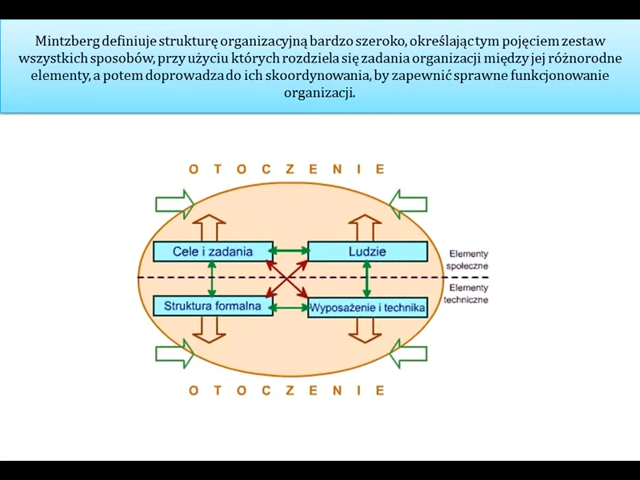 Mintzberg definiuje strukturę organizacyjną bardzo szeroko, określając tym pojęciem zestaw
wszystkich sposobów, przy użyciu których rozdziela się zadania organizacji między jej różnorodne
elementy, a potem doprowadza do ich skoordynowania, by zapewnić sprawne funkcjonowanie
organizacji.
O T O C Z E N I E
Cele i zadania
Ludzie
Elementy
społeczne
Elementy
techniczne
Struktura formalna
Wyposażenie i technika
O T O C Z E N I E